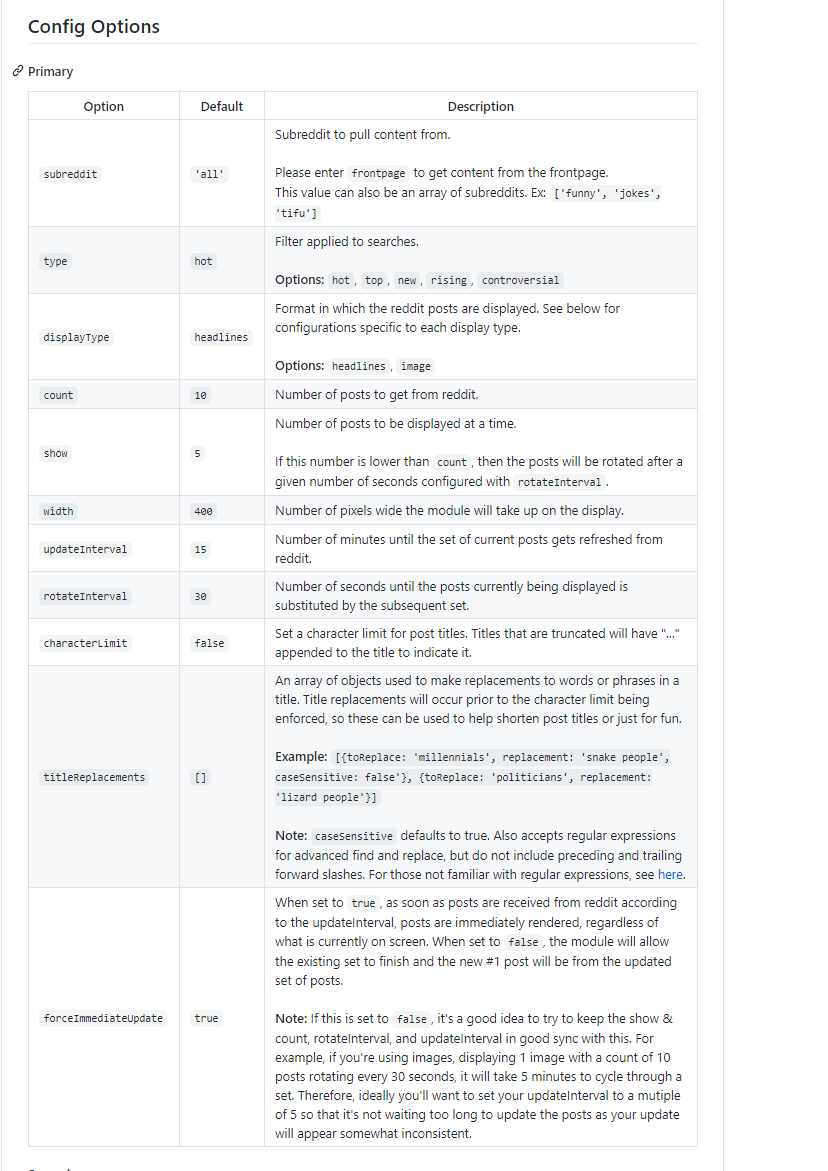 Config Options
Primary
Option Default Description
Subreddit to pull content from.
Please enter frontpage to get content from the frontpage.
subreddit 'all' This value can also be an array of subreddits. Ex: ['funny', 'jokes',
'tifu']
Filter applied to searches.
type hot
Options: hot, top, new, rising, controversial
Format in which the reddit posts are displayed. See below for
configurations specific to each display type.
displayType headlines
Options: headlines, image
count 10 Number of posts to get from reddit.
Number of posts to be displayed at a time.
show 5
If this number is lower than count, then the posts will be rotated after a
given number of seconds configured with rotateInterval.
width 400 Number of pixels wide the module will take up on the display.
updateInterval 15 Number of minutes until the set of current posts gets refreshed from
reddit.
rotateInterval 30 Number of seconds until the posts currently being displayed is
substituted by the subsequent set.
characterLimit false Set a character limit for post titles. Titles that are truncated will have "..."
appended to the title to indicate it.
An array of objects used to make replacements to words or phrases in a
title. Title replacements will occur prior to the character limit being
enforced, so these can be used to help shorten post titles or just for fun.
titleReplacements []
Example: [{toReplace: 'millennials', replacement: 'snake people',
caseSensitive: false'}, {toReplace: 'politicians', replacement:
'lizard people'}]
Note: caseSensitive defaults to true. Also accepts regular expressions
for advanced find and replace, but do not include preceding and trailing
forward slashes. For those not familiar with regular expressions, see here.
When set to true, as soon as posts are received from reddit according
to the updateInterval, posts are immediately rendered, regardless of
what is currently on screen. When set to false, the module will allow
the existing set to finish and the new #1 post will be from the updated
set of posts.
forceImmediateUpdate true
Note: If this is set to false, it's a good idea to try to keep the show &
count, rotateInterval, and updateInterval in good sync with this. For
example, if you're using images, displaying 1 image with a count of 10
posts rotating every 30 seconds, it will take 5 minutes to cycle through a
set. Therefore, ideally you'll want to set your updateInterval to a mutiple
of 5 so that it's not waiting too long to update the posts as your update
will appear somewhat inconsistent.